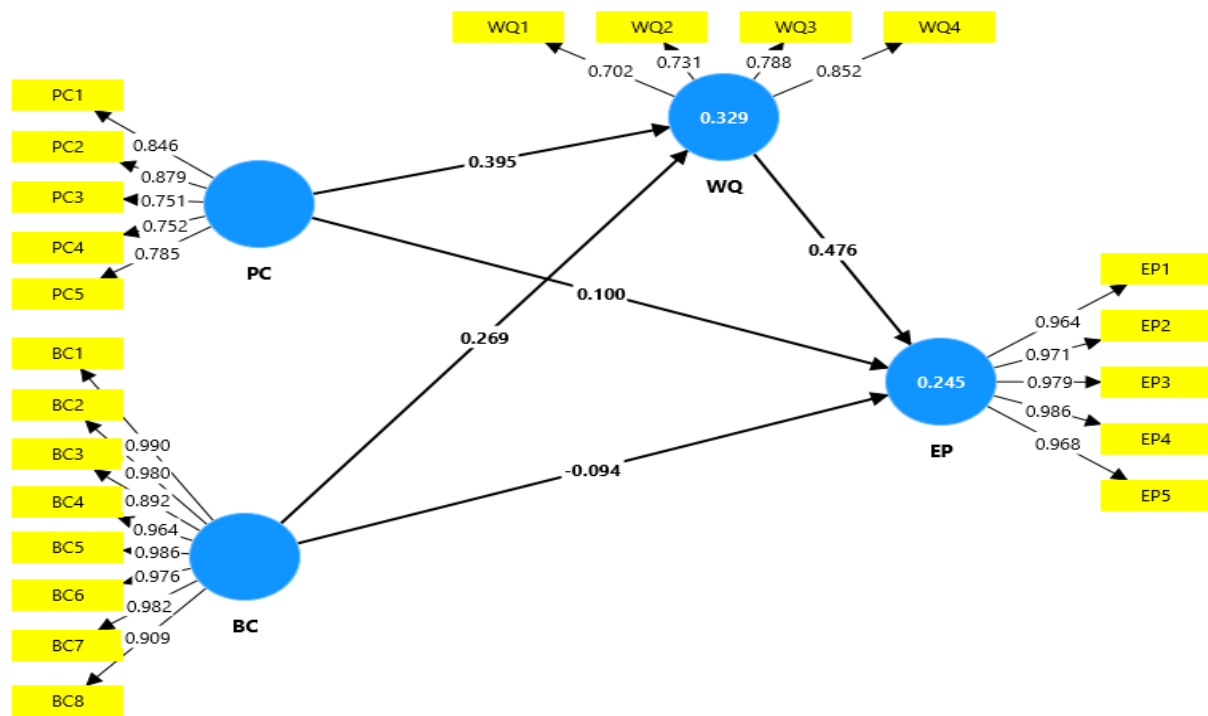 WQ1 WQ2 WQ3 WQ4
0.702 0.731 0.788 0.852
0.329
WQ
PC1
PC2
PC3
PC4
PC5
0.846
0.879
0.751
0.752
0.785
PC
0.395
0.100
0.269
0.476
-0.094
BC1
BC2
BC3
BC4
BC5
BC6
BC7
BC8
0.990
0.980
0.892
0.964
0.986
0.976
0.982
0.909
BC
0.245
EP
0.964
0.971
0.979
0.986
0.968
EP1
EP2
EP3
EP4
EP5